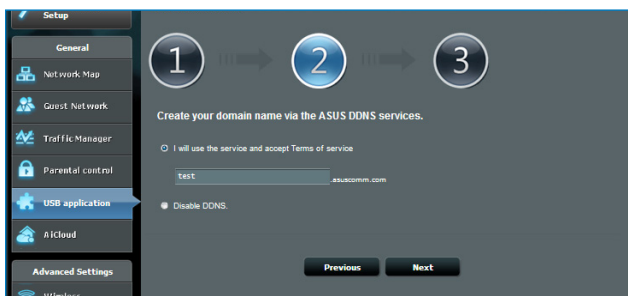 Setup
General
Network Map
Guest Network
Traffic Manager
Parental control
USB application
AiCloud
Advanced Settings
Wireless
1
2
3
Create your domain name via the ASUS DDNS services.
I will use the service and accept Terms of service
test .asuscomm.com
Disable DDNS.
Previous Next